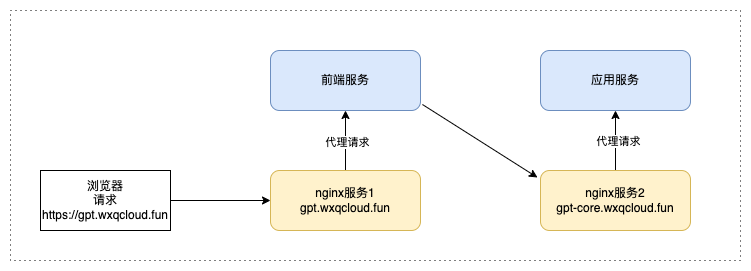 前端服务
应用服务
代理请求
代理请求
浏览器
请求
https://gpt.wxqcloud.fun
nginx服务1
gpt.wxqcloud.fun
nginx服务2
gpt-core.wxqcloud.fun